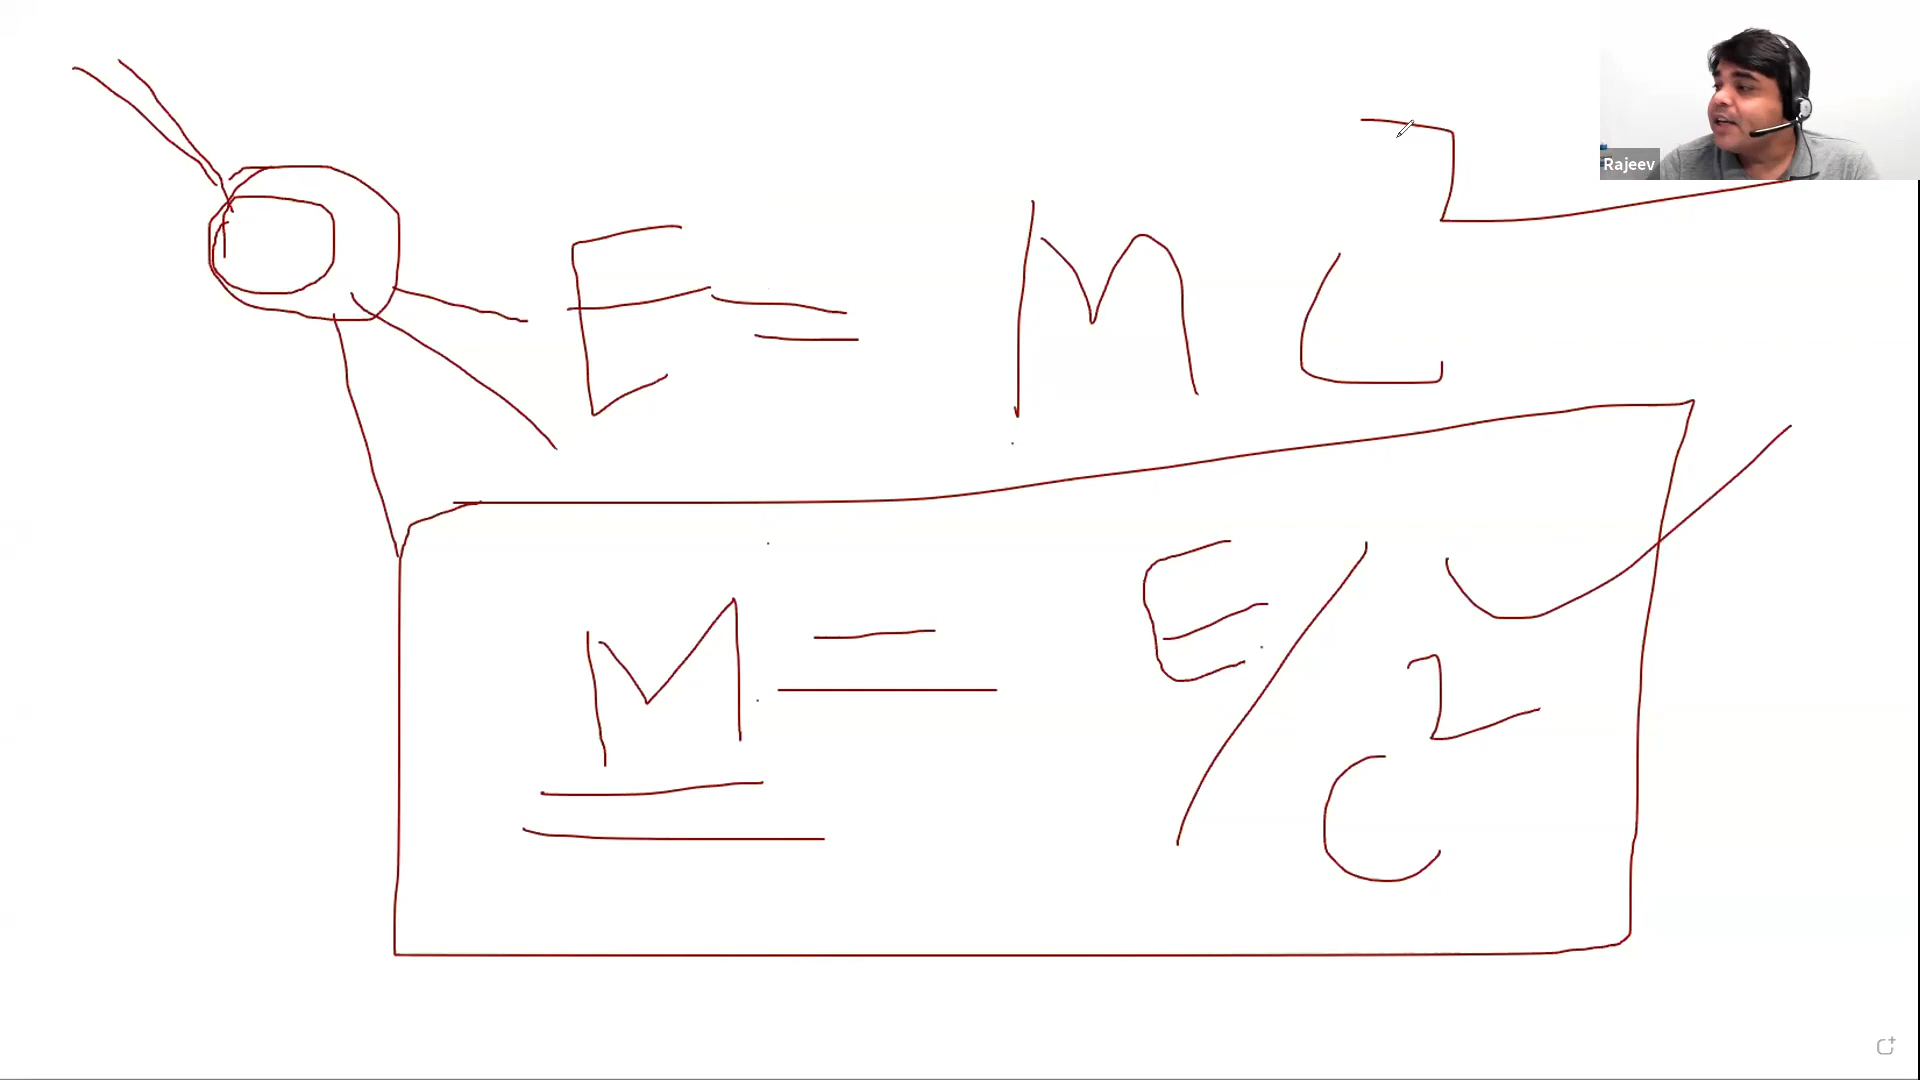 Rajeev
E = MC²
M = E/C²